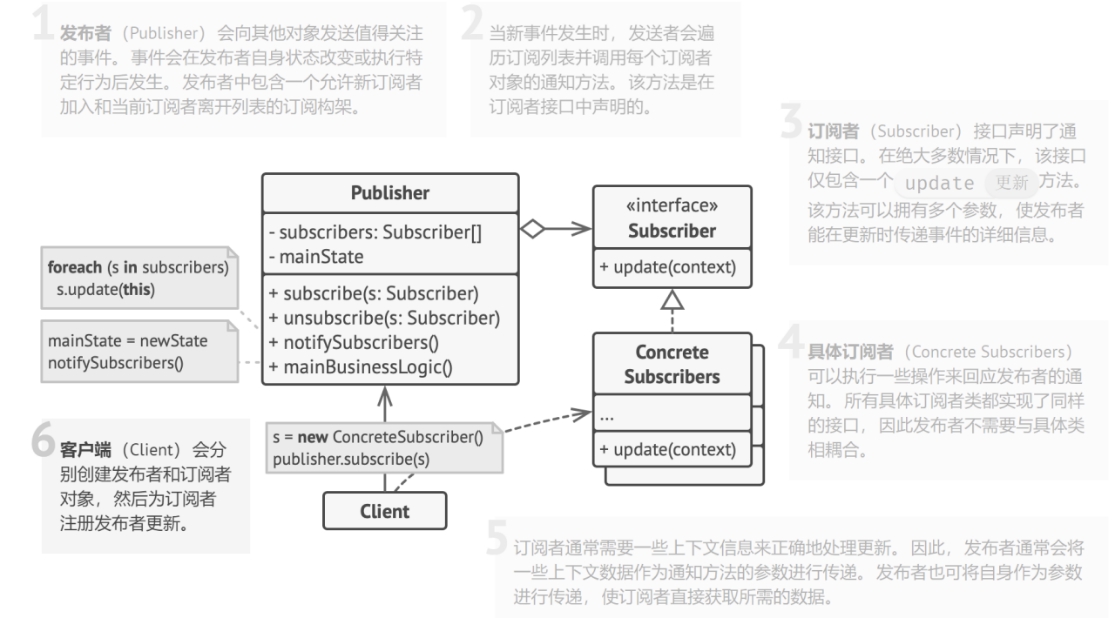 1
发布者（Publisher）会向其他对象发送值得关注
的事件。事件会在发布者自身状态改变或执行特
定行为后发生。发布者中包含一个允许新订阅者
加入和当前订阅者离开列表的订阅构架。
2
当新事件发生时，发送者会遍
历订阅列表并调用每个订阅者
对象的通知方法。该方法是在
订阅者接口中声明的。
3
订阅者（Subscriber）接口声明了通
知接口。在绝大多数情况下，该接口
仅包含一个 update 更新 方法。
该方法可以拥有多个参数，使发布者
能在更新时传递事件的详细信息。
Publisher
- subscribers: Subscriber[]
- mainState
+ subscribe(s: Subscriber)
+ unsubscribe(s: Subscriber)
+ notifySubscribers()
+ mainBusinessLogic()
«interface»
Subscriber
+ update(context)
foreach (s in subscribers)
s.update(this)
mainState = newState
notifySubscribers()
Concrete
Subscribers
...
+ update(context)
4
具体订阅者（Concrete Subscribers）
可以执行一些操作来回应发布者的通
知。所有具体订阅者类都实现了同样
的接口，因此发布者不需要与具体类
相耦合。
6
客户端（Client）会分
别创建发布者和订阅者
对象，然后为订阅者
注册发布者更新。
s = new ConcreteSubscriber()
publisher.subscribe(s)
Client
5
订阅者通常需要一些上下文信息来正确地处理更新。因此，发布者通常会将
一些上下文数据作为通知方法的参数进行传递。发布者也可将自身作为参数
进行传递，使订阅者直接获取所需的数据。